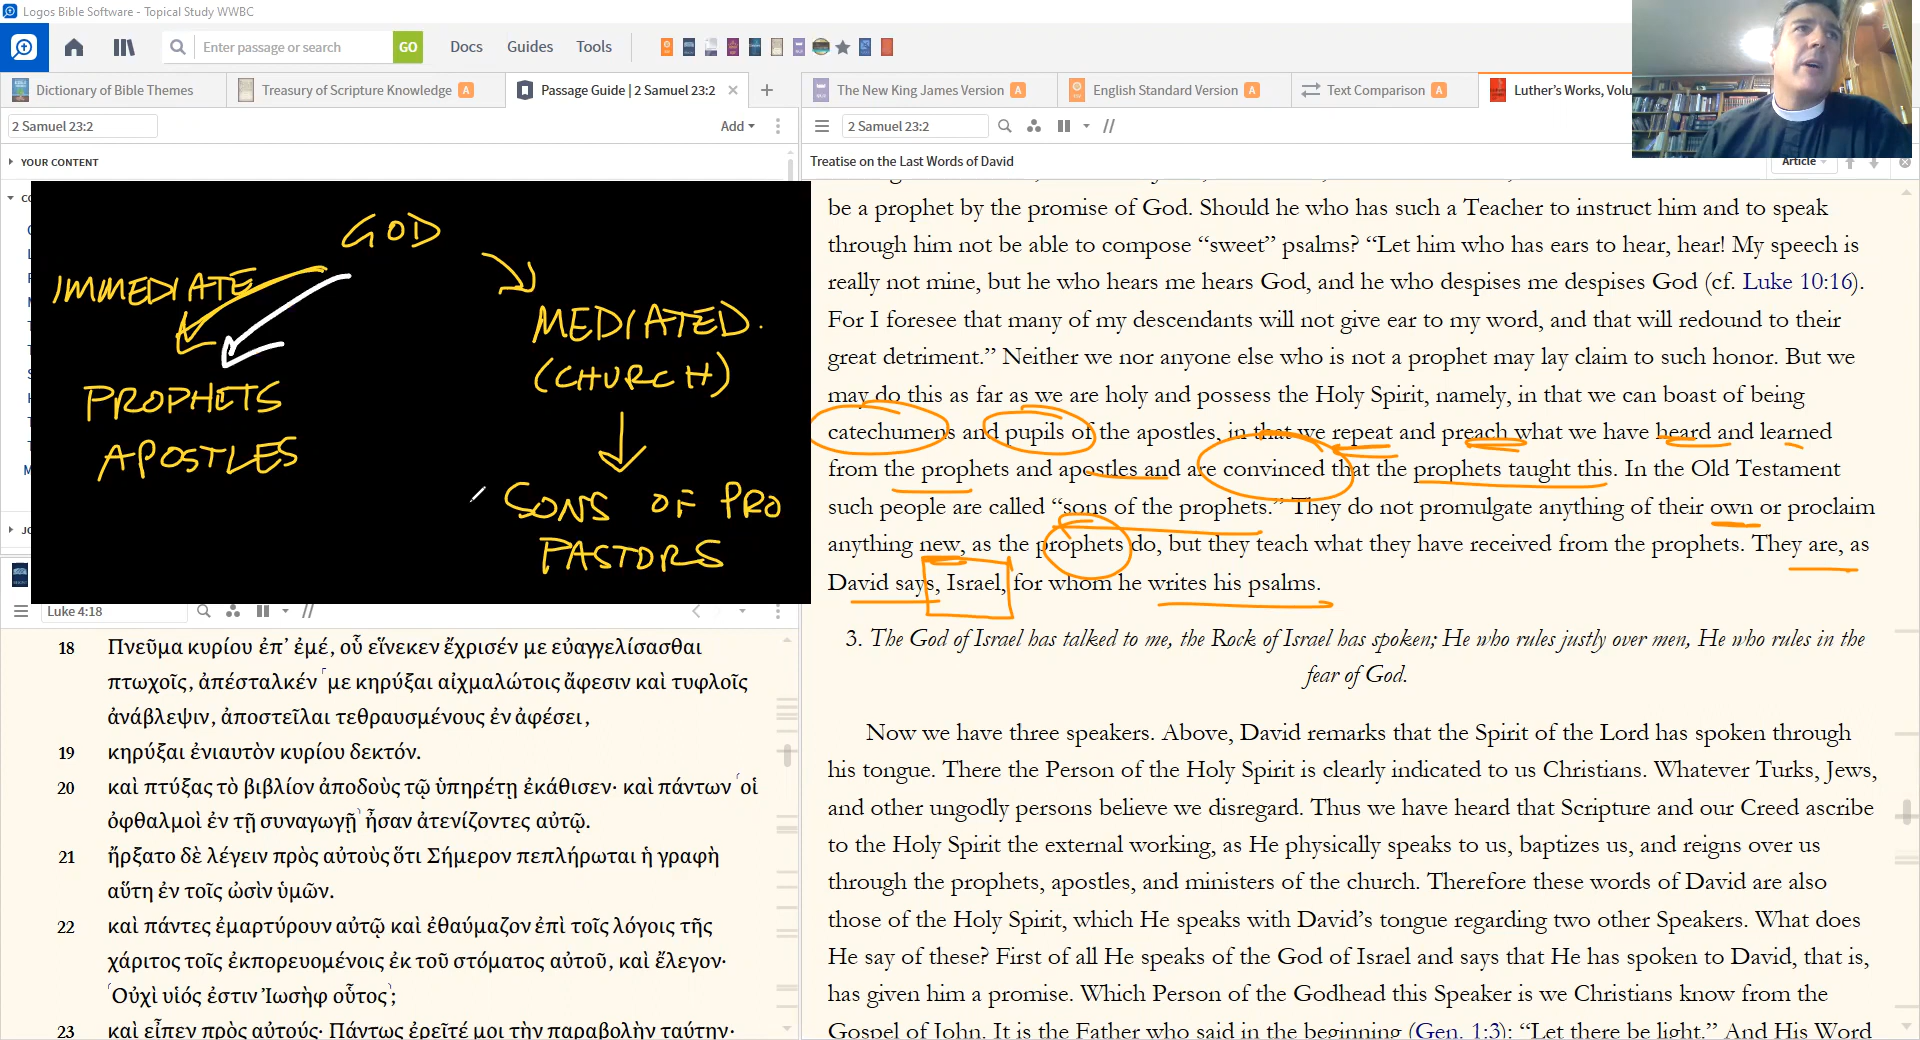 Logos Bible Software - Topical Study WWBC
Enter passage or search
GO
Docs
Guides
Tools
Dictionary of Bible Themes
Treasury of Scripture Knowledge A
Passage Guide | 2 Samuel 23:2
The New King James Version A
English Standard Version A
Text Comparison A
Luther's Works, Volu
2 Samuel 23:2
Add
2 Samuel 23:2
YOUR CONTENT
Treatise on the Last Words of David
Article
GOD
IMMEDIATE
PROPHETS
APOSTLES
MEDIATED.
(CHURCH)
SONS OF PRO
PASTORS
be a prophet by the promise of God. Should he who has such a Teacher to instruct him and to speak
through him not be able to compose “sweet” psalms? “Let him who has ears to hear, hear! My speech is
really not mine, but he who hears me hears God, and he who despises me despises God (cf. Luke 10:16).
For I foresee that many of my descendants will not give ear to my word, and that will redound to their
great detriment.” Neither we nor anyone else who is not a prophet may lay claim to such honor. But we
may do this as far as we are holy and possess the Holy Spirit, namely, in that we can boast of being
catechumens and pupils of the apostles, in that we repeat and preach what we have heard and learned
from the prophets and apostles and are convinced that the prophets taught this. In the Old Testament
such people are called “sons of the prophets.” They do not promulgate anything of their own or proclaim
anything new, as the prophets do, but they teach what they have received from the prophets. They are, as
David says, Israel, for whom he writes his psalms.
3. The God of Israel has talked to me, the Rock of Israel has spoken; He who rules justly over men, He who rules in the
fear of God.
Now we have three speakers. Above, David remarks that the Spirit of the Lord has spoken through
his tongue. There the Person of the Holy Spirit is clearly indicated to us Christians. Whatever Turks, Jews,
and other ungodly persons believe we disregard. Thus we have heard that Scripture and our Creed ascribe
to the Holy Spirit the external working, as He physically speaks to us, baptizes us, and reigns over us
through the prophets, apostles, and ministers of the church. Therefore these words of David are also
those of the Holy Spirit, which He speaks with David’s tongue regarding two other Speakers. What does
He say of these? First of all He speaks of the God of Israel and says that He has spoken to David, that is,
has given him a promise. Which Person of the Godhead this Speaker is we Christians know from the
Gospel of John. It is the Father who said in the beginning (Gen. 1:3): “Let there be light.” And His Word
Luke 4:18
18 Πνεῦμα κυρίου ἐπ’ ἐμέ, οὗ εἵνεκεν ἔχρισέν με εὐαγγελίσασθαι
πτωχοῖς, ἀπέσταλκέν ⸀με κηρύξαι αἰχμαλώτοις ἄφεσιν καὶ τυφλοῖς
ἀνάβλεψιν, ἀποστεῖλαι τεθραυσμένους ἐν ἀφέσει,
19 κηρύξαι ἐνιαυτὸν κυρίου δεκτόν.
20 καὶ πτύξας τὸ βιβλίον ἀποδοὺς τῷ ὑπηρέτῃ ἐκάθισεν· καὶ πάντων ⸂οἱ
ὀφθαλμοὶ ἐν τῇ συναγωγῇ⸃ ἦσαν ἀτενίζοντες αὐτῷ.
21 ἤρξατο δὲ λέγειν πρὸς αὐτοὺς ὅτι Σήμερον πεπλήρωται ἡ γραφὴ
αὕτη ἐν τοῖς ὠσὶν ὑμῶν.
22 καὶ πάντες ἐμαρτύρουν αὐτῷ καὶ ἐθαύμαζον ἐπὶ τοῖς λόγοις τῆς
χάριτος τοῖς ἐκπορευομένοις ἐκ τοῦ στόματος αὐτοῦ, καὶ ἔλεγον·
⸂Οὐχὶ υἱός ἐστιν Ἰωσὴφ οὗτος⸃;
23 καὶ εἶπεν πρὸς αὐτούς· Πάντως ἐρεῖτέ μοι τὴν παραβολὴν ταύτην·